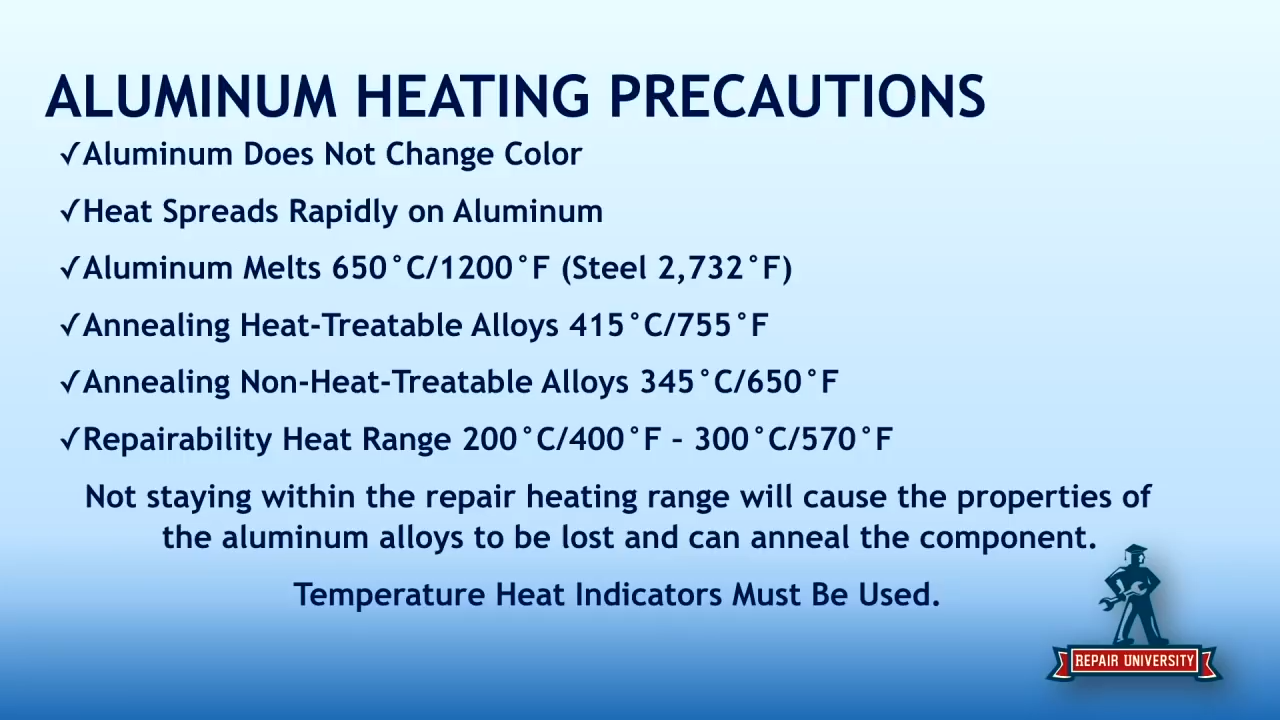 ALUMINUM HEATING PRECAUTIONS
✓Aluminum Does Not Change Color
✓Heat Spreads Rapidly on Aluminum
✓Aluminum Melts 650°C/1200°F (Steel 2,732°F)
✓Annealing Heat-Treatable Alloys 415°C/755°F
✓Annealing Non-Heat-Treatable Alloys 345°C/650°F
✓Repairability Heat Range 200°C/400°F – 300°C/570°F
Not staying within the repair heating range will cause the properties of
the aluminum alloys to be lost and can anneal the component.
Temperature Heat Indicators Must Be Used.
REPAIR UNIVERSITY